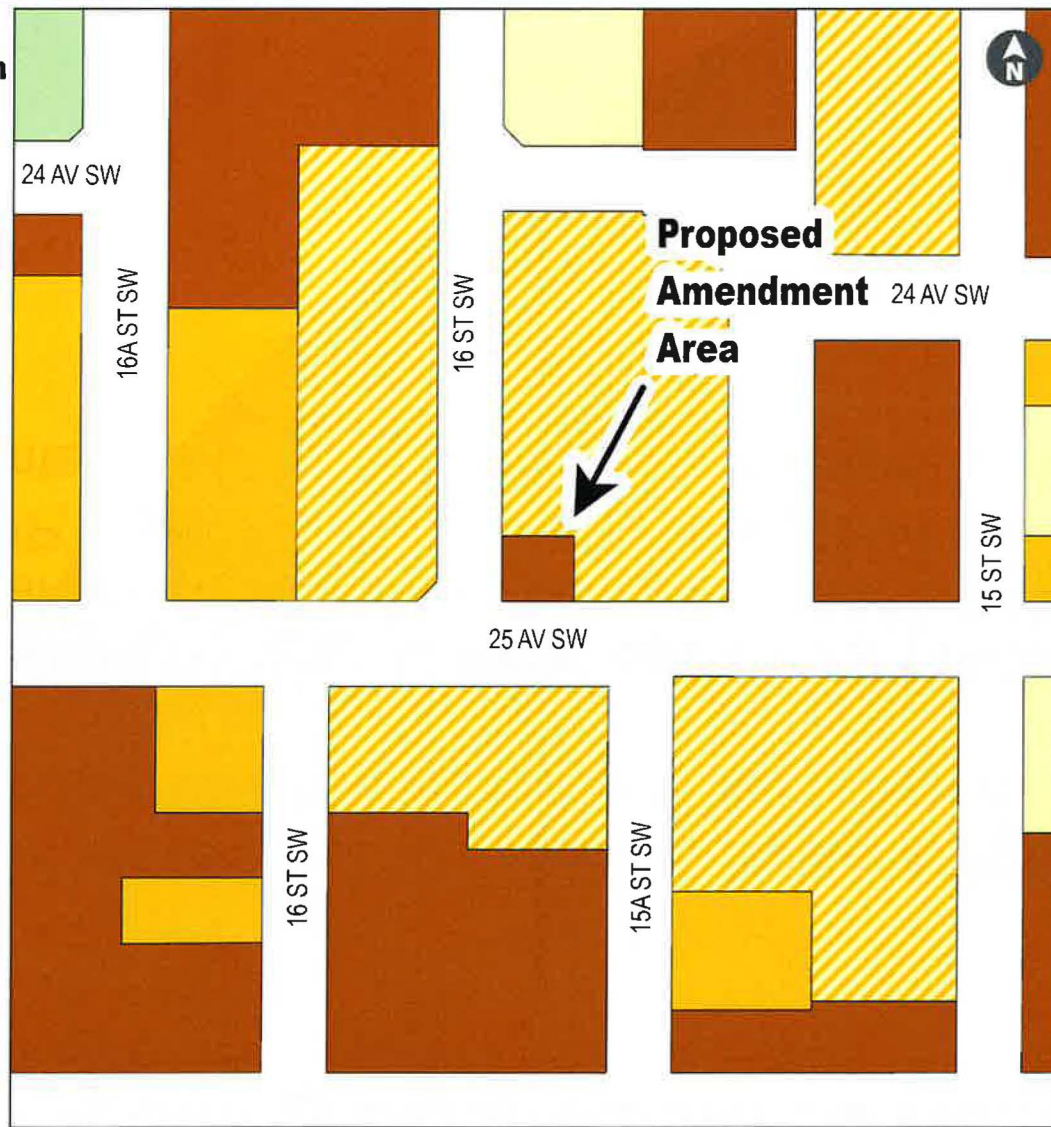 N
24 AV SW
Proposed
Amendment
Area
24 AV SW
16A ST SW
16 ST SW
15 ST SW
25 AV SW
16 ST SW
15A ST SW